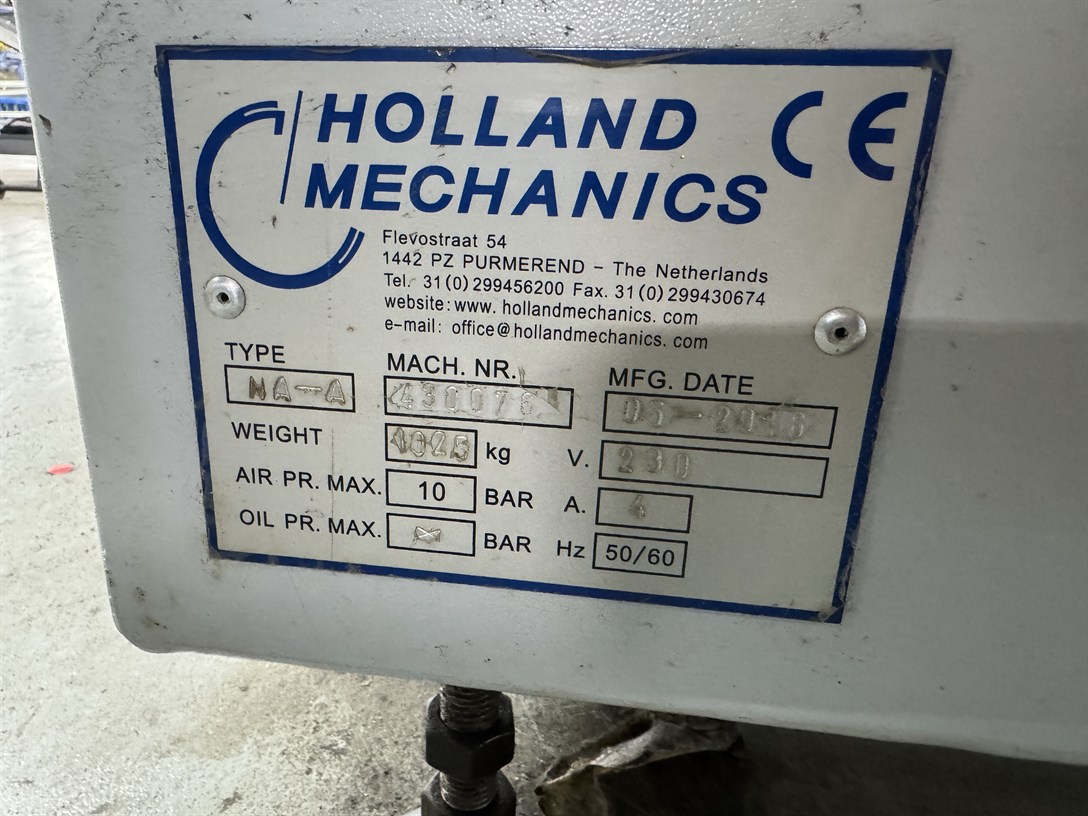 HOLLAND
MECHANICS
CE
Flevostraat 54
1442 PZ PURMEREND - The Netherlands
Tel. 31(0)299456200 Fax. 31(0)299430674
website: www. hollandmechanics. com
e-mail: office@hollandmechanics. com
TYPE
MACH. NR.
MFG. DATE
430076
WEIGHT
kg
V. 230
AIR PR. MAX. 10 BAR
A. 4
OIL PR. MAX. X BAR
Hz 50/60